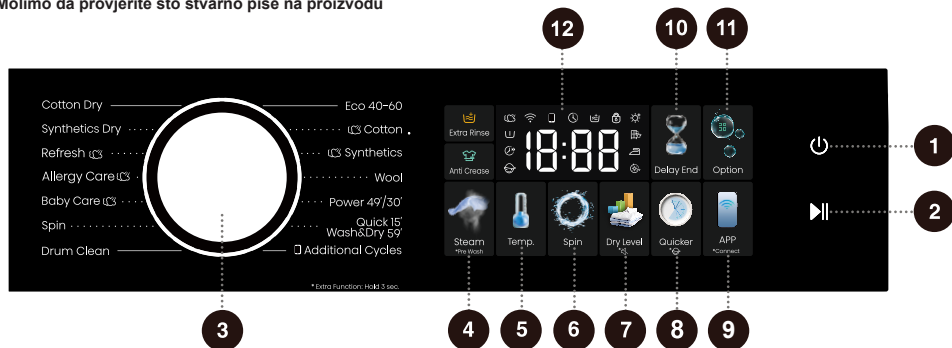 Molimo da provjerite što stvarno piše na proizvodu
12
10
11
Cotton Dry
Synthetics Dry
Refresh
Allergy Care
Baby Care
Spin
Drum Clean
Eco 40-60
Cotton
Synthetics
Wool
Power 49'/30'
Quick 15'
Wash&Dry 59'
Additional Cycles
*Extra Function: Hold 3 sec.
Extra Rinse
Anti Crease
18:88
Delay End
Option
Steam
*Pre Wash
Temp.
Spin
Dry Level
Quicker
APP
*Connect
1
2
3
4
5
6
7
8
9